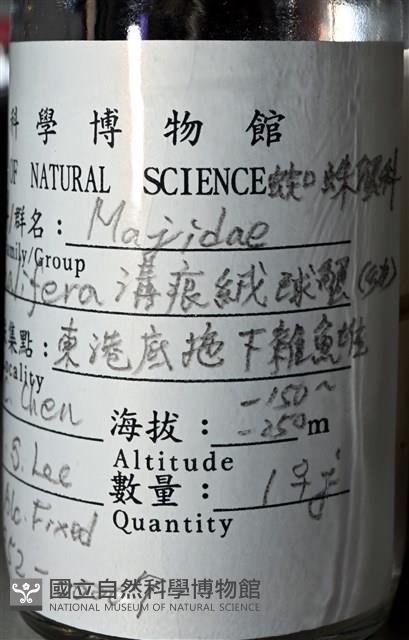 科學博物館
OF NATURAL SCIENCE 蜘蛛蟹科
/群名：Majidae
mily/Group
lifera 溝痕絨球蟹
集點：東港底拖下雜魚堆
cality
Chen
海拔：-150~-250m
S. Lee
Altitude
數量：1♀j
Alc. Fixed
Quantity
國立自然科學博物館
NATIONAL MUSEUM OF NATURAL SCIENCE